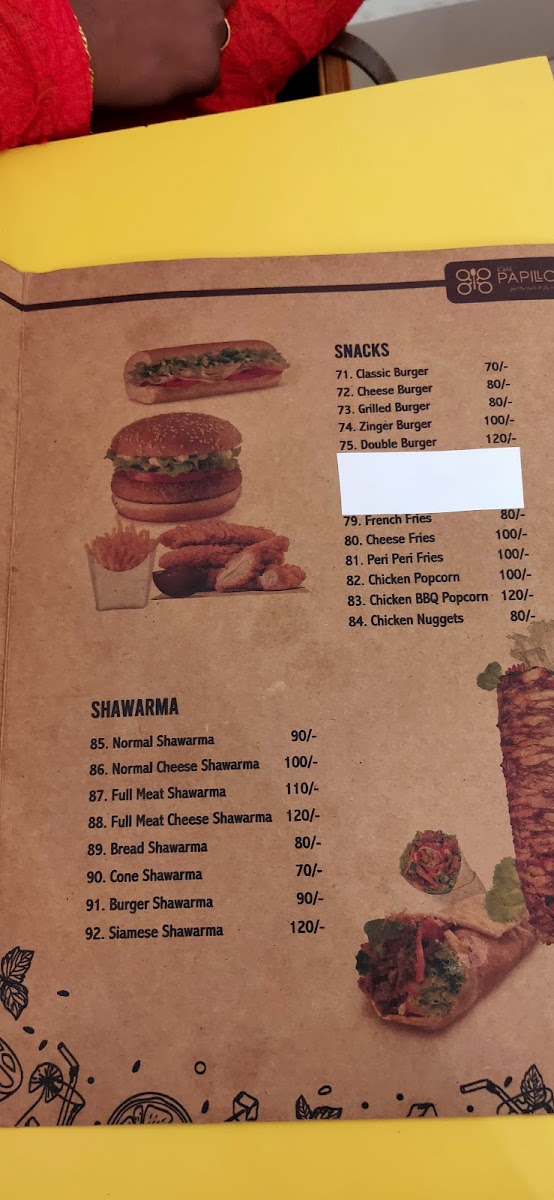 Café
PAPILLO
SNACKS
71. Classic Burger 70/-
72. Cheese Burger 80/-
73. Grilled Burger 80/-
74. Zinger Burger 100/-
75. Double Burger 120/-
79. French Fries 80/-
80. Cheese Fries 100/-
81. Peri Peri Fries 100/-
82. Chicken Popcorn 100/-
83. Chicken BBQ Popcorn 120/-
84. Chicken Nuggets 80/-
SHAWARMA
85. Normal Shawarma 90/-
86. Normal Cheese Shawarma 100/-
87. Full Meat Shawarma 110/-
88. Full Meat Cheese Shawarma 120/-
89. Bread Shawarma 80/-
90. Cone Shawarma 70/-
91. Burger Shawarma 90/-
92. Siamese Shawarma 120/-